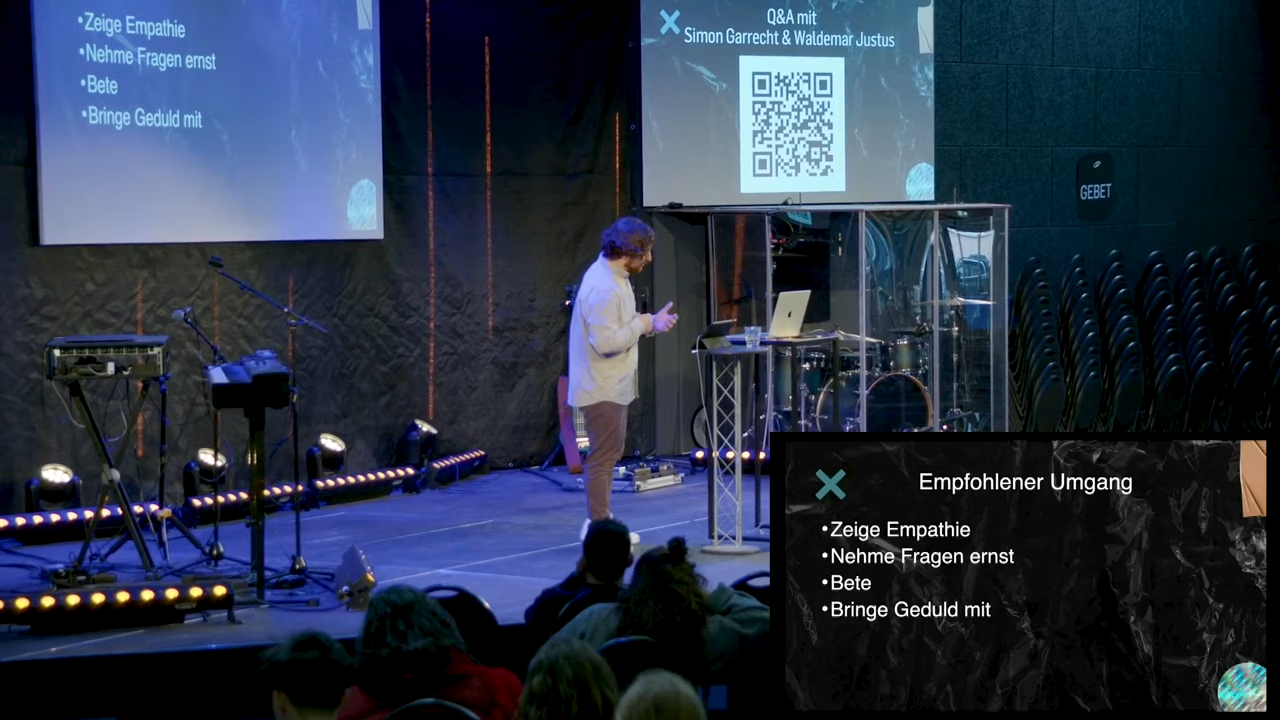 •Zeige Empathie
•Nehme Fragen ernst
•Bete
•Bringe Geduld mit
Q&A mit
Simon Garrecht & Waldemar Justus
GEBET
Empfohlener Umgang
•Zeige Empathie
•Nehme Fragen ernst
•Bete
•Bringe Geduld mit